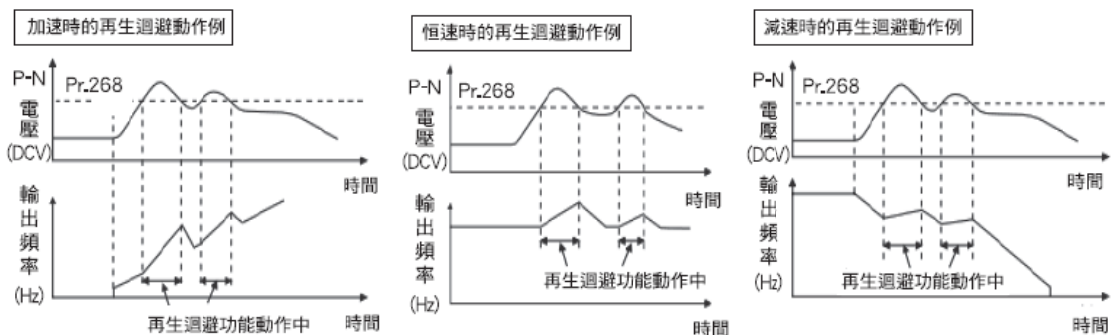 加速時的再生迴避動作例
P-N
電壓
(DCV)
Pr.268
時間
輸出頻率
(Hz)
再生迴避功能動作中
時間
恒速時的再生迴避動作例
P-N
電壓
(DCV)
Pr.268
時間
輸出頻率
(Hz)
再生迴避功能動作中
時間
減速時的再生迴避動作例
P-N
電壓
(DCV)
Pr.268
時間
輸出頻率
(Hz)
再生迴避功能動作中
時間